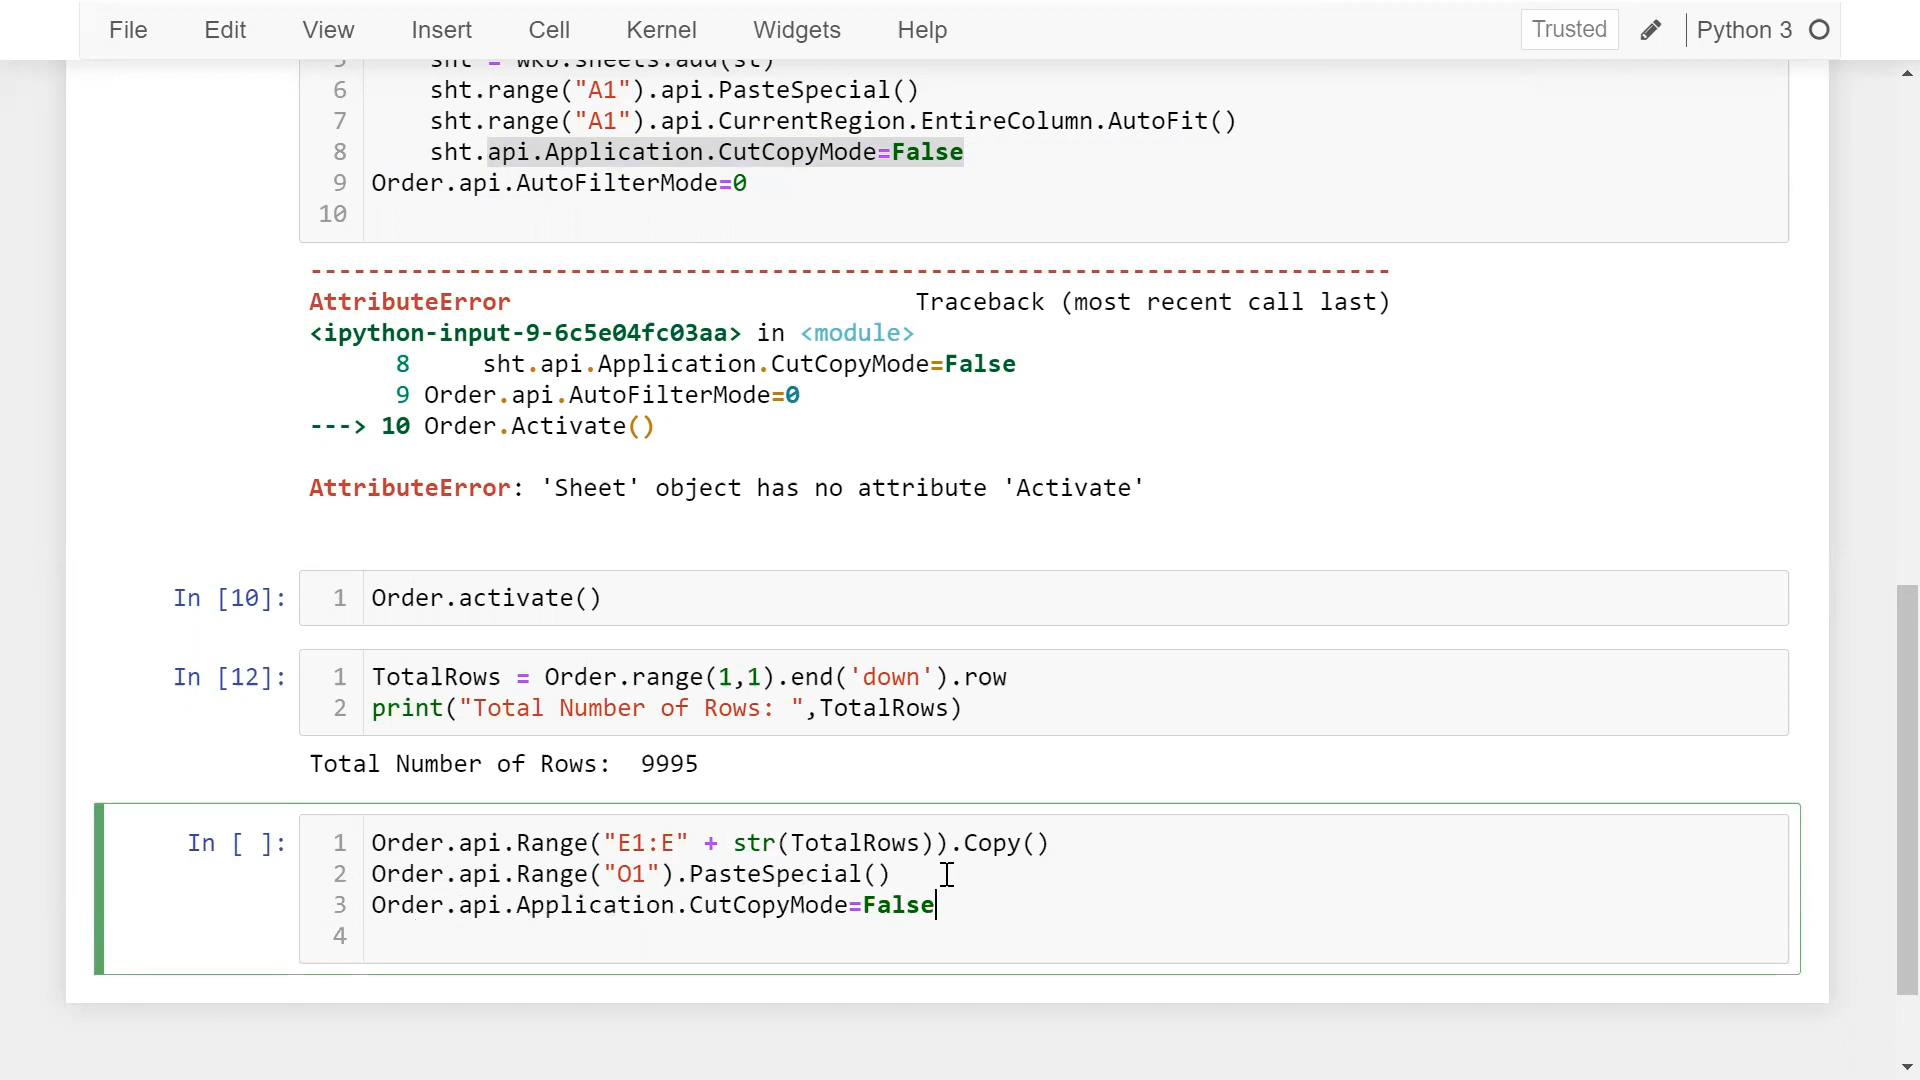 File Edit View Insert Cell Kernel Widgets Help Trusted Python 3
5 sht = wkb.sheets.add(st)
6 sht.range("A1").api.PasteSpecial()
7 sht.range("A1").api.CurrentRegion.EntireColumn.AutoFit()
8 sht.api.Application.CutCopyMode=False
9 Order.api.AutoFilterMode=0
10
---------------------------------------------------------------------------
AttributeError Traceback (most recent call last)
<ipython-input-9-6c5e04fc03aa> in <module>
8 sht.api.Application.CutCopyMode=False
9 Order.api.AutoFilterMode=0
---> 10 Order.Activate()
AttributeError: 'Sheet' object has no attribute 'Activate'
In [10]: 1 Order.activate()
In [12]: 1 TotalRows = Order.range(1,1).end('down').row
2 print("Total Number of Rows: ",TotalRows)
Total Number of Rows:  9995
In [ ]: 1 Order.api.Range("E1:E" + str(TotalRows)).Copy()
2 Order.api.Range("O1").PasteSpecial()
3 Order.api.Application.CutCopyMode=False
4